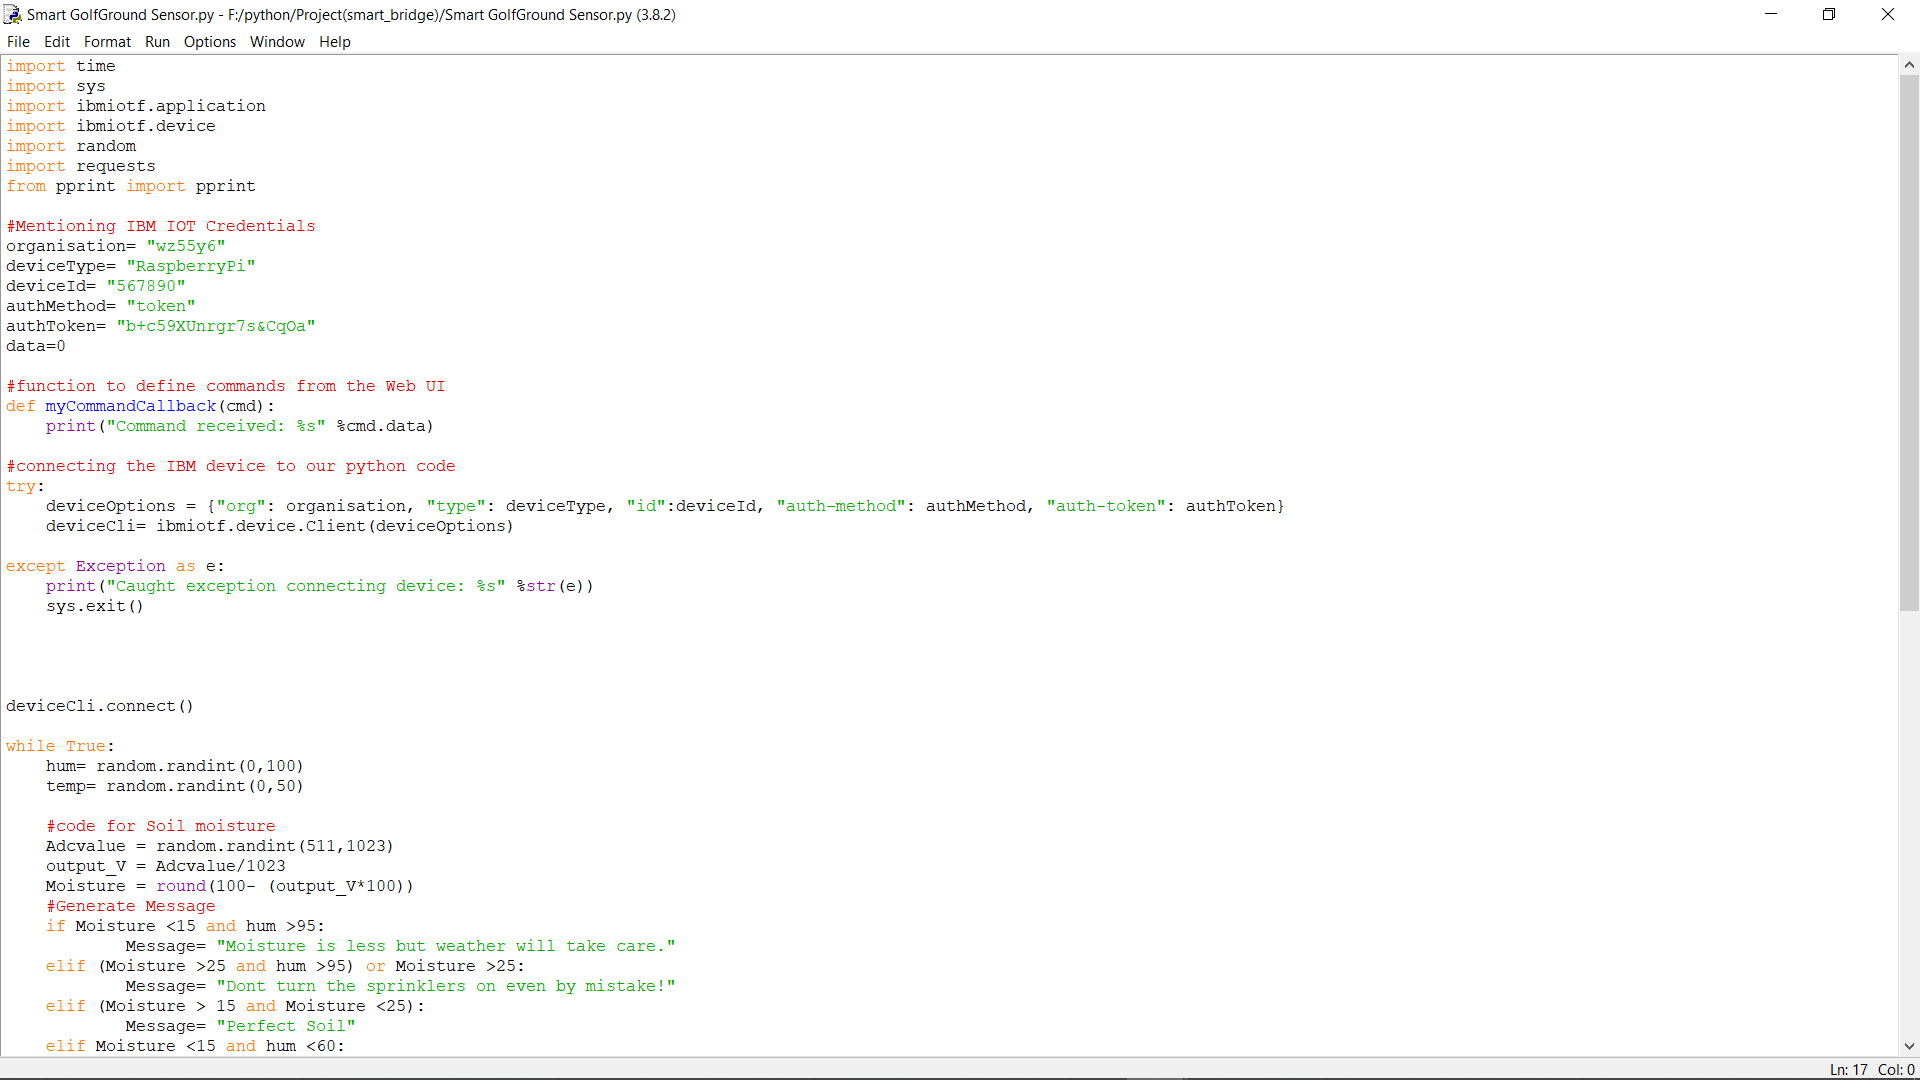 Smart GolfGround Sensor.py - F:/python/Project(smart_bridge)/Smart GolfGround Sensor.py (3.8.2)
File Edit Format Run Options Window Help
import time
import sys
import ibmiotf.application
import ibmiotf.device
import random
import requests
from pprint import pprint
#Mentioning IBM IOT Credentials
organisation= "wz55y6"
deviceType= "RaspberryPi"
deviceId= "567890"
authMethod= "token"
authToken= "b+c59XUnrgr7s&CqOa"
data=0
#function to define commands from the Web UI
def myCommandCallback(cmd):
    print("Command received: %s" %cmd.data)
#connecting the IBM device to our python code
try:
    deviceOptions = {"org": organisation, "type": deviceType, "id":deviceId, "auth-method": authMethod, "auth-token": authToken}
    deviceCli= ibmiotf.device.Client(deviceOptions)
except Exception as e:
    print("Caught exception connecting device: %s" %str(e))
    sys.exit()
deviceCli.connect()
while True:
    hum= random.randint(0,100)
    temp= random.randint(0,50)
    #code for Soil moisture
    Adcvalue = random.randint(511,1023)
    output_V = Adcvalue/1023
    Moisture = round(100- (output_V*100))
    #Generate Message
    if Moisture <15 and hum >95:
            Message= "Moisture is less but weather will take care."
    elif (Moisture >25 and hum >95) or Moisture >25:
            Message= "Dont turn the sprinklers on even by mistake!"
    elif (Moisture > 15 and Moisture <25):
            Message= "Perfect Soil"
    elif Moisture <15 and hum <60:
Ln: 17 Col: 0